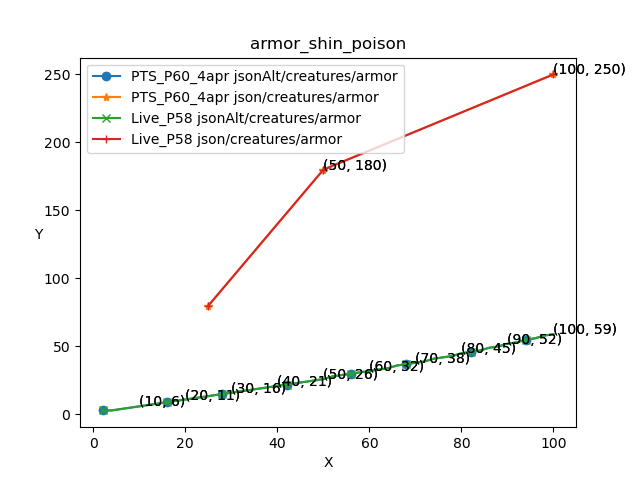 armor_shin_poison
PTS_P60_4apr jsonAlt/creatures/armor
PTS_P60_4apr json/creatures/armor
Live_P58 jsonAlt/creatures/armor
Live_P58 json/creatures/armor
(100, 250)
(50, 180)
(100, 59)
(90, 52)
(80, 45)
(70, 38)
(60, 32)
(50, 26)
(40, 21)
(30, 16)
(20, 11)
(10, 6)
250
200
150
100
50
0
Y
0 20 40 60 80 100
X